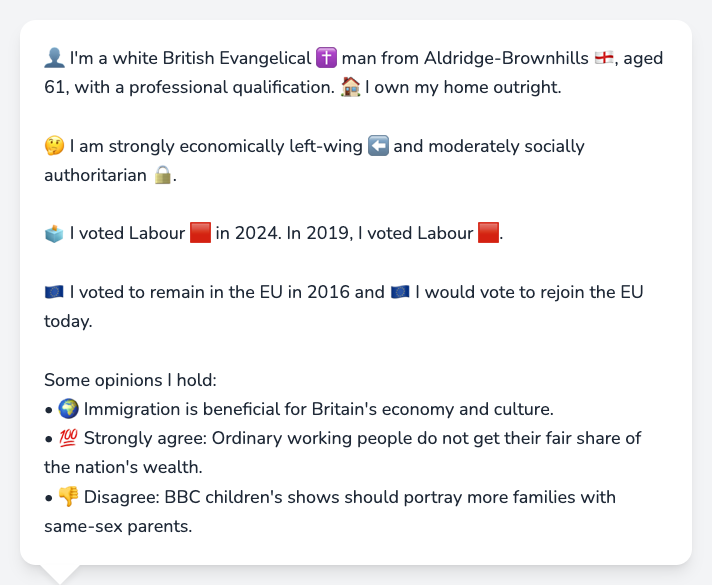 👤 I'm a white British Evangelical ✝️ man from Aldridge-Brownhills 🏴󠁧󠁢󠁥󠁮󠁧󠁿, aged
61, with a professional qualification. 🏠 I own my home outright.
🤔 I am strongly economically left-wing ⬅️ and moderately socially
authoritarian 🔒.
🗳️ I voted Labour 🟥 in 2024. In 2019, I voted Labour 🟥.
🇪🇺 I voted to remain in the EU in 2016 and 🇪🇺 I would vote to rejoin the EU
today.
Some opinions I hold:
• 🌍 Immigration is beneficial for Britain's economy and culture.
• 💯 Strongly agree: Ordinary working people do not get their fair share of
the nation's wealth.
• 👎 Disagree: BBC children's shows should portray more families with
same-sex parents.